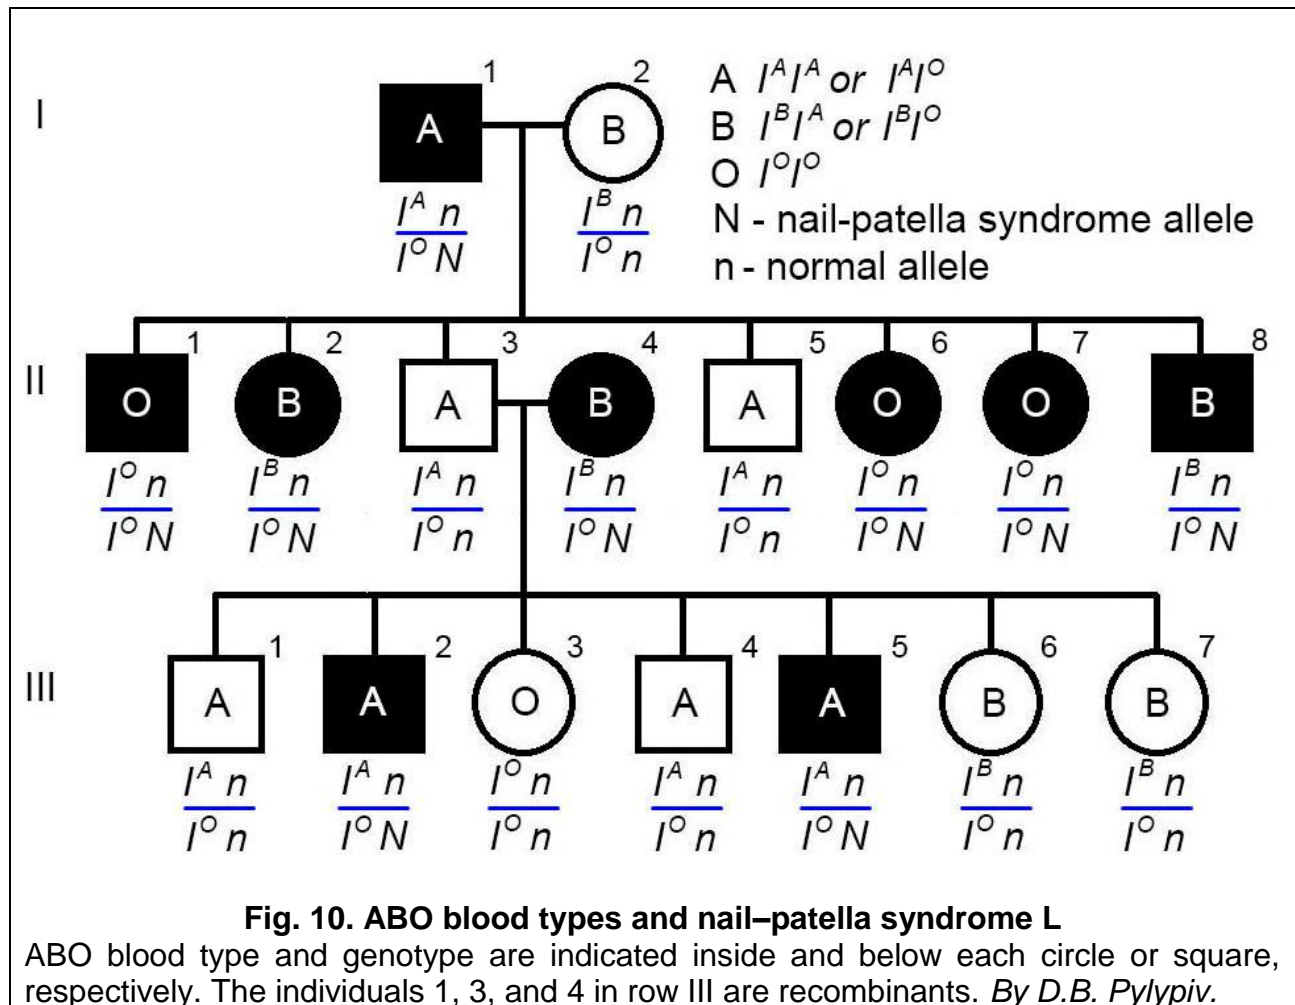 I
1
2
A
B
A I^A I^A or I^A I^O
B I^B I^A or I^B I^O
O I^O I^O
N - nail-patella syndrome allele
n - normal allele
I^A n
I^O N
I^B n
I^O n
II
1 2 3 4 5 6 7 8
O B A B A O O B
I^O n I^B n I^A n I^B n I^A n I^O n I^O n I^B n
I^O N I^O N I^O n I^O N I^O n I^O N I^O N I^O N
III
1 2 3 4 5 6 7
A A O A A B B
I^A n I^A n I^O n I^A n I^A n I^B n I^B n
I^O n I^O N I^O n I^O n I^O N I^O n I^O n
Fig. 10. ABO blood types and nail–patella syndrome L
ABO blood type and genotype are indicated inside and below each circle or square,
respectively. The individuals 1, 3, and 4 in row III are recombinants. By D.B. Pylypiv.